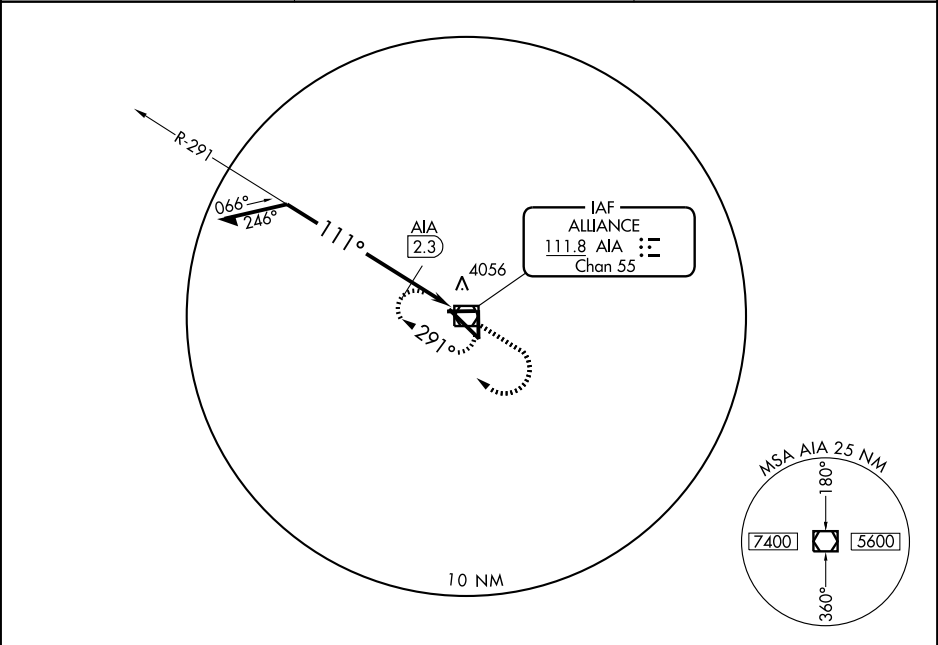 R-291
066°
246°
111°
AIA
2.3
IAF
ALLIANCE
111.8 AIA
Chan 55
4056
291°
10 NM
MSA AIA 25 NM
180°
7400
5600
360°